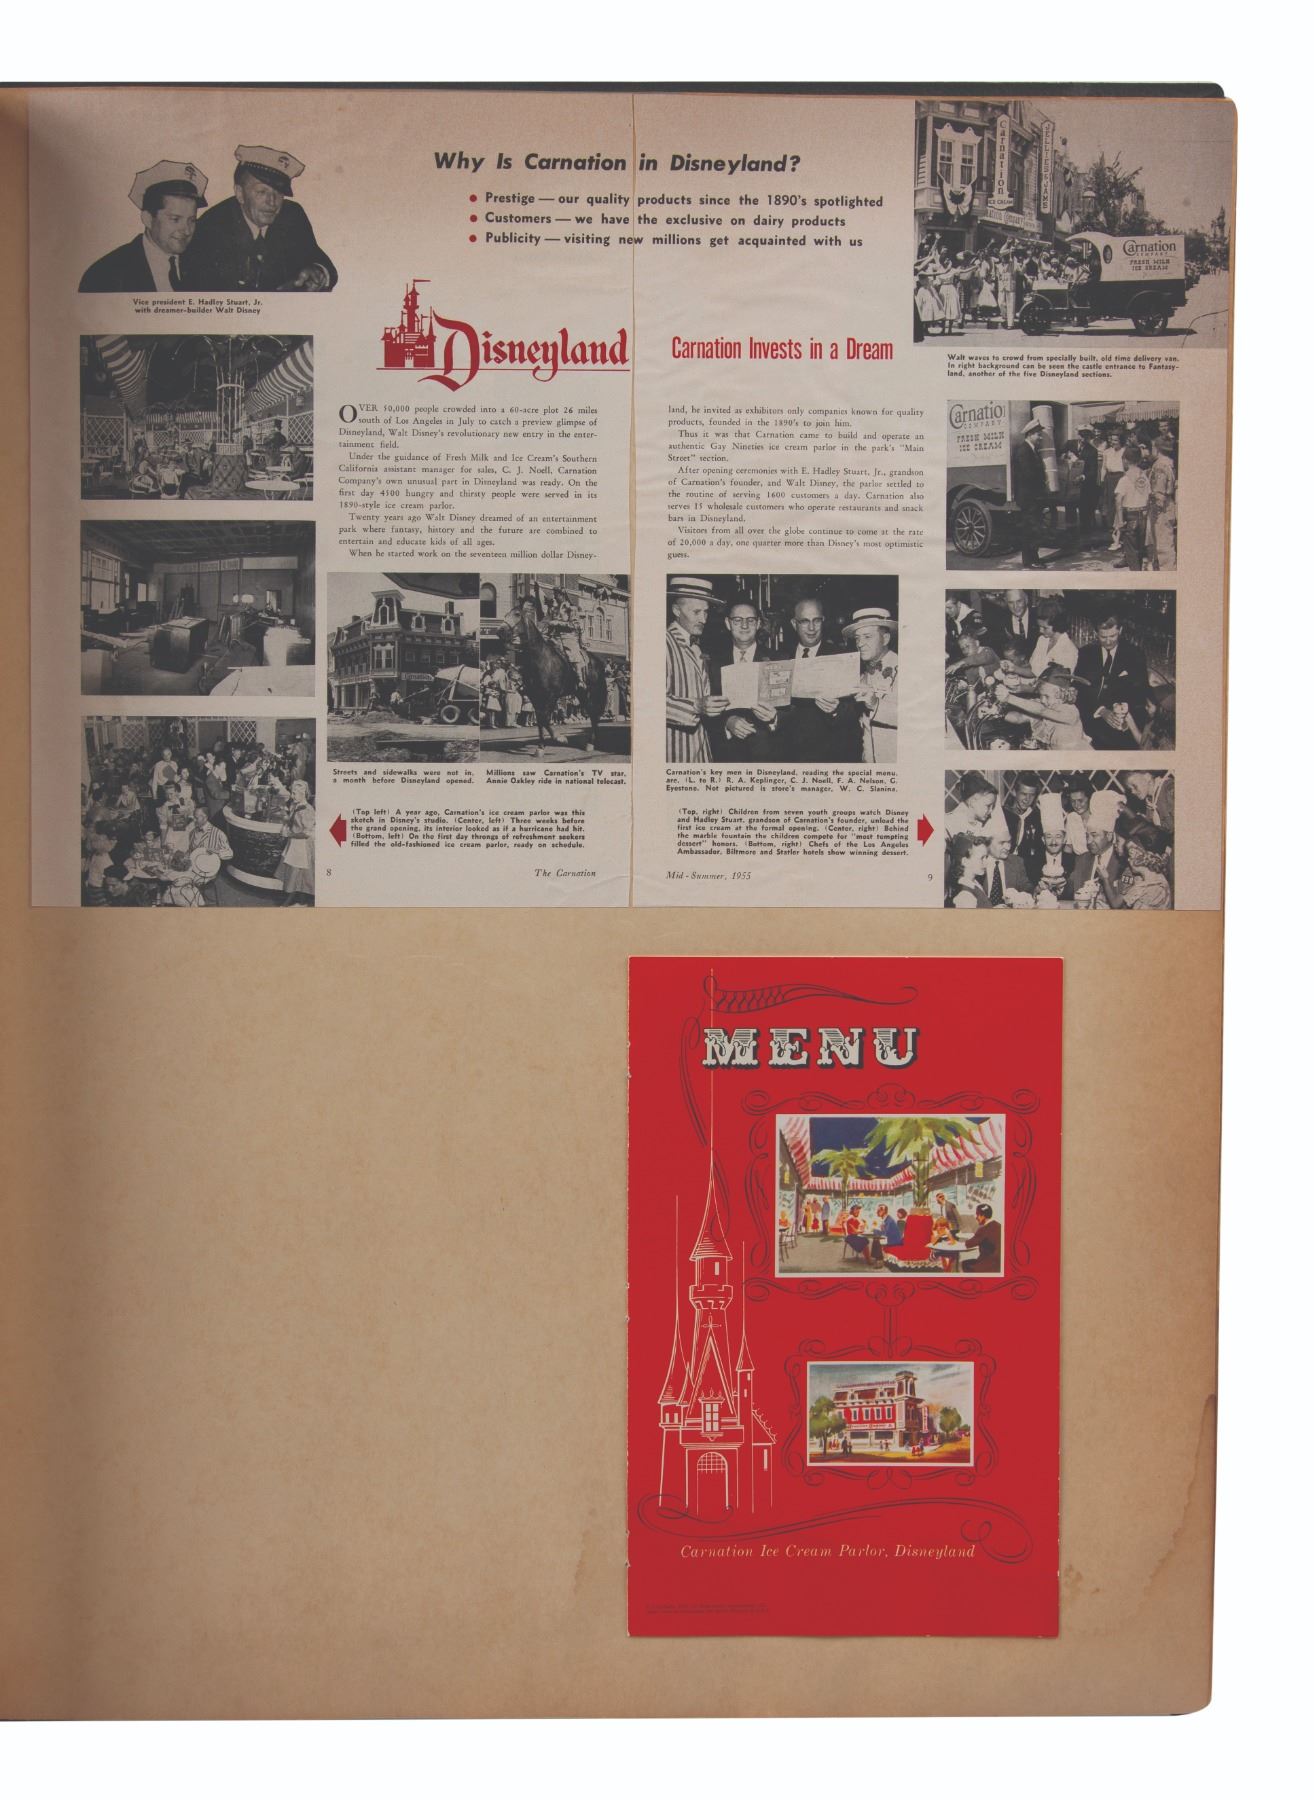 Why Is Carnation in Disneyland?
● Prestige — our quality products since the 1890's spotlighted
● Customers — we have the exclusive on dairy products
● Publicity — visiting new millions get acquainted with us
Vice president E. Hadley Stuart, Jr.
with dreamer-builder Walt Disney
Disneyland
OVER 50,000 people crowded into a 60-acre plot 26 miles
south of Los Angeles in July to catch a preview glimpse of
Disneyland, Walt Disney's revolutionary new entry in the enter-
tainment field.
Under the guidance of Fresh Milk and Ice Cream's Southern
California assistant manager for sales, C. J. Noell, Carnation
Company's own unusual part in Disneyland was ready. On the
first day 4500 hungry and thirsty people were served in its
1890-style ice cream parlor.
Twenty years ago Walt Disney dreamed of an entertainment
park where fantasy, history and the future are combined to
entertain and educate kids of all ages.
When he started work on the seventeen million dollar Disney-
Streets and sidewalks were not in,
a month before Disneyland opened.
Millions saw Carnation's TV star,
Annie Oakley ride in national telecast.
(Top left) A year ago, Carnation's ice cream parlor was this
sketch in Disney's studio. (Center, left) Three weeks before
the grand opening, its interior looked as if a hurricane had hit.
(Bottom, left) On the first day throngs of refreshment seekers
filled the old-fashioned ice cream parlor, ready on schedule.
8
The Carnation
Carnation Invests in a Dream
land, he invited as exhibitors only companies known for quality
products, founded in the 1890's to join him.
Thus it was that Carnation came to build and operate an
authentic Gay Nineties ice cream parlor in the park's "Main
Street" section.
After opening ceremonies with E. Hadley Stuart, Jr., grandson
of Carnation's founder, and Walt Disney, the parlor settled to
the routine of serving 1600 customers a day. Carnation also
serves 15 wholesale customers who operate restaurants and snack
bars in Disneyland.
Visitors from all over the globe continue to come at the rate
of 20,000 a day, one quarter more than Disney's most optimistic
guess.
MENU
Carnation's key men in Disneyland, reading the special menu,
are, (L. to R.) R. A. Keplinger, C. J. Noell, F. A. Nelson, G.
Eyestone. Not pictured is store's manager, W. C. Slanina.
(Top, right) Children from seven youth groups watch Disney
and Hadley Stuart, grandson of Carnation's founder, unload the
first ice cream at the formal opening. (Center, right) Behind
the marble fountain the children compete for "most tempting
dessert" honors. (Bottom, right) Chefs of the Los Angeles
Ambassador, Biltmore and Statler hotels show winning dessert.
Mid-Summer, 1955
9
Carnation
ICE CREAM
JELLIES & JAMS
Carnation
COMPANY
FRESH MILK
ICE CREAM
Walt waves to crowd from specially built, old time delivery van.
In right background can be seen the castle entrance to Fantasy-
land, another of the five Disneyland sections.
Carnatio
COMPANY
FRESH MILK
ICE CREAM
MENU
Carnation Ice Cream Parlor, Disneyland